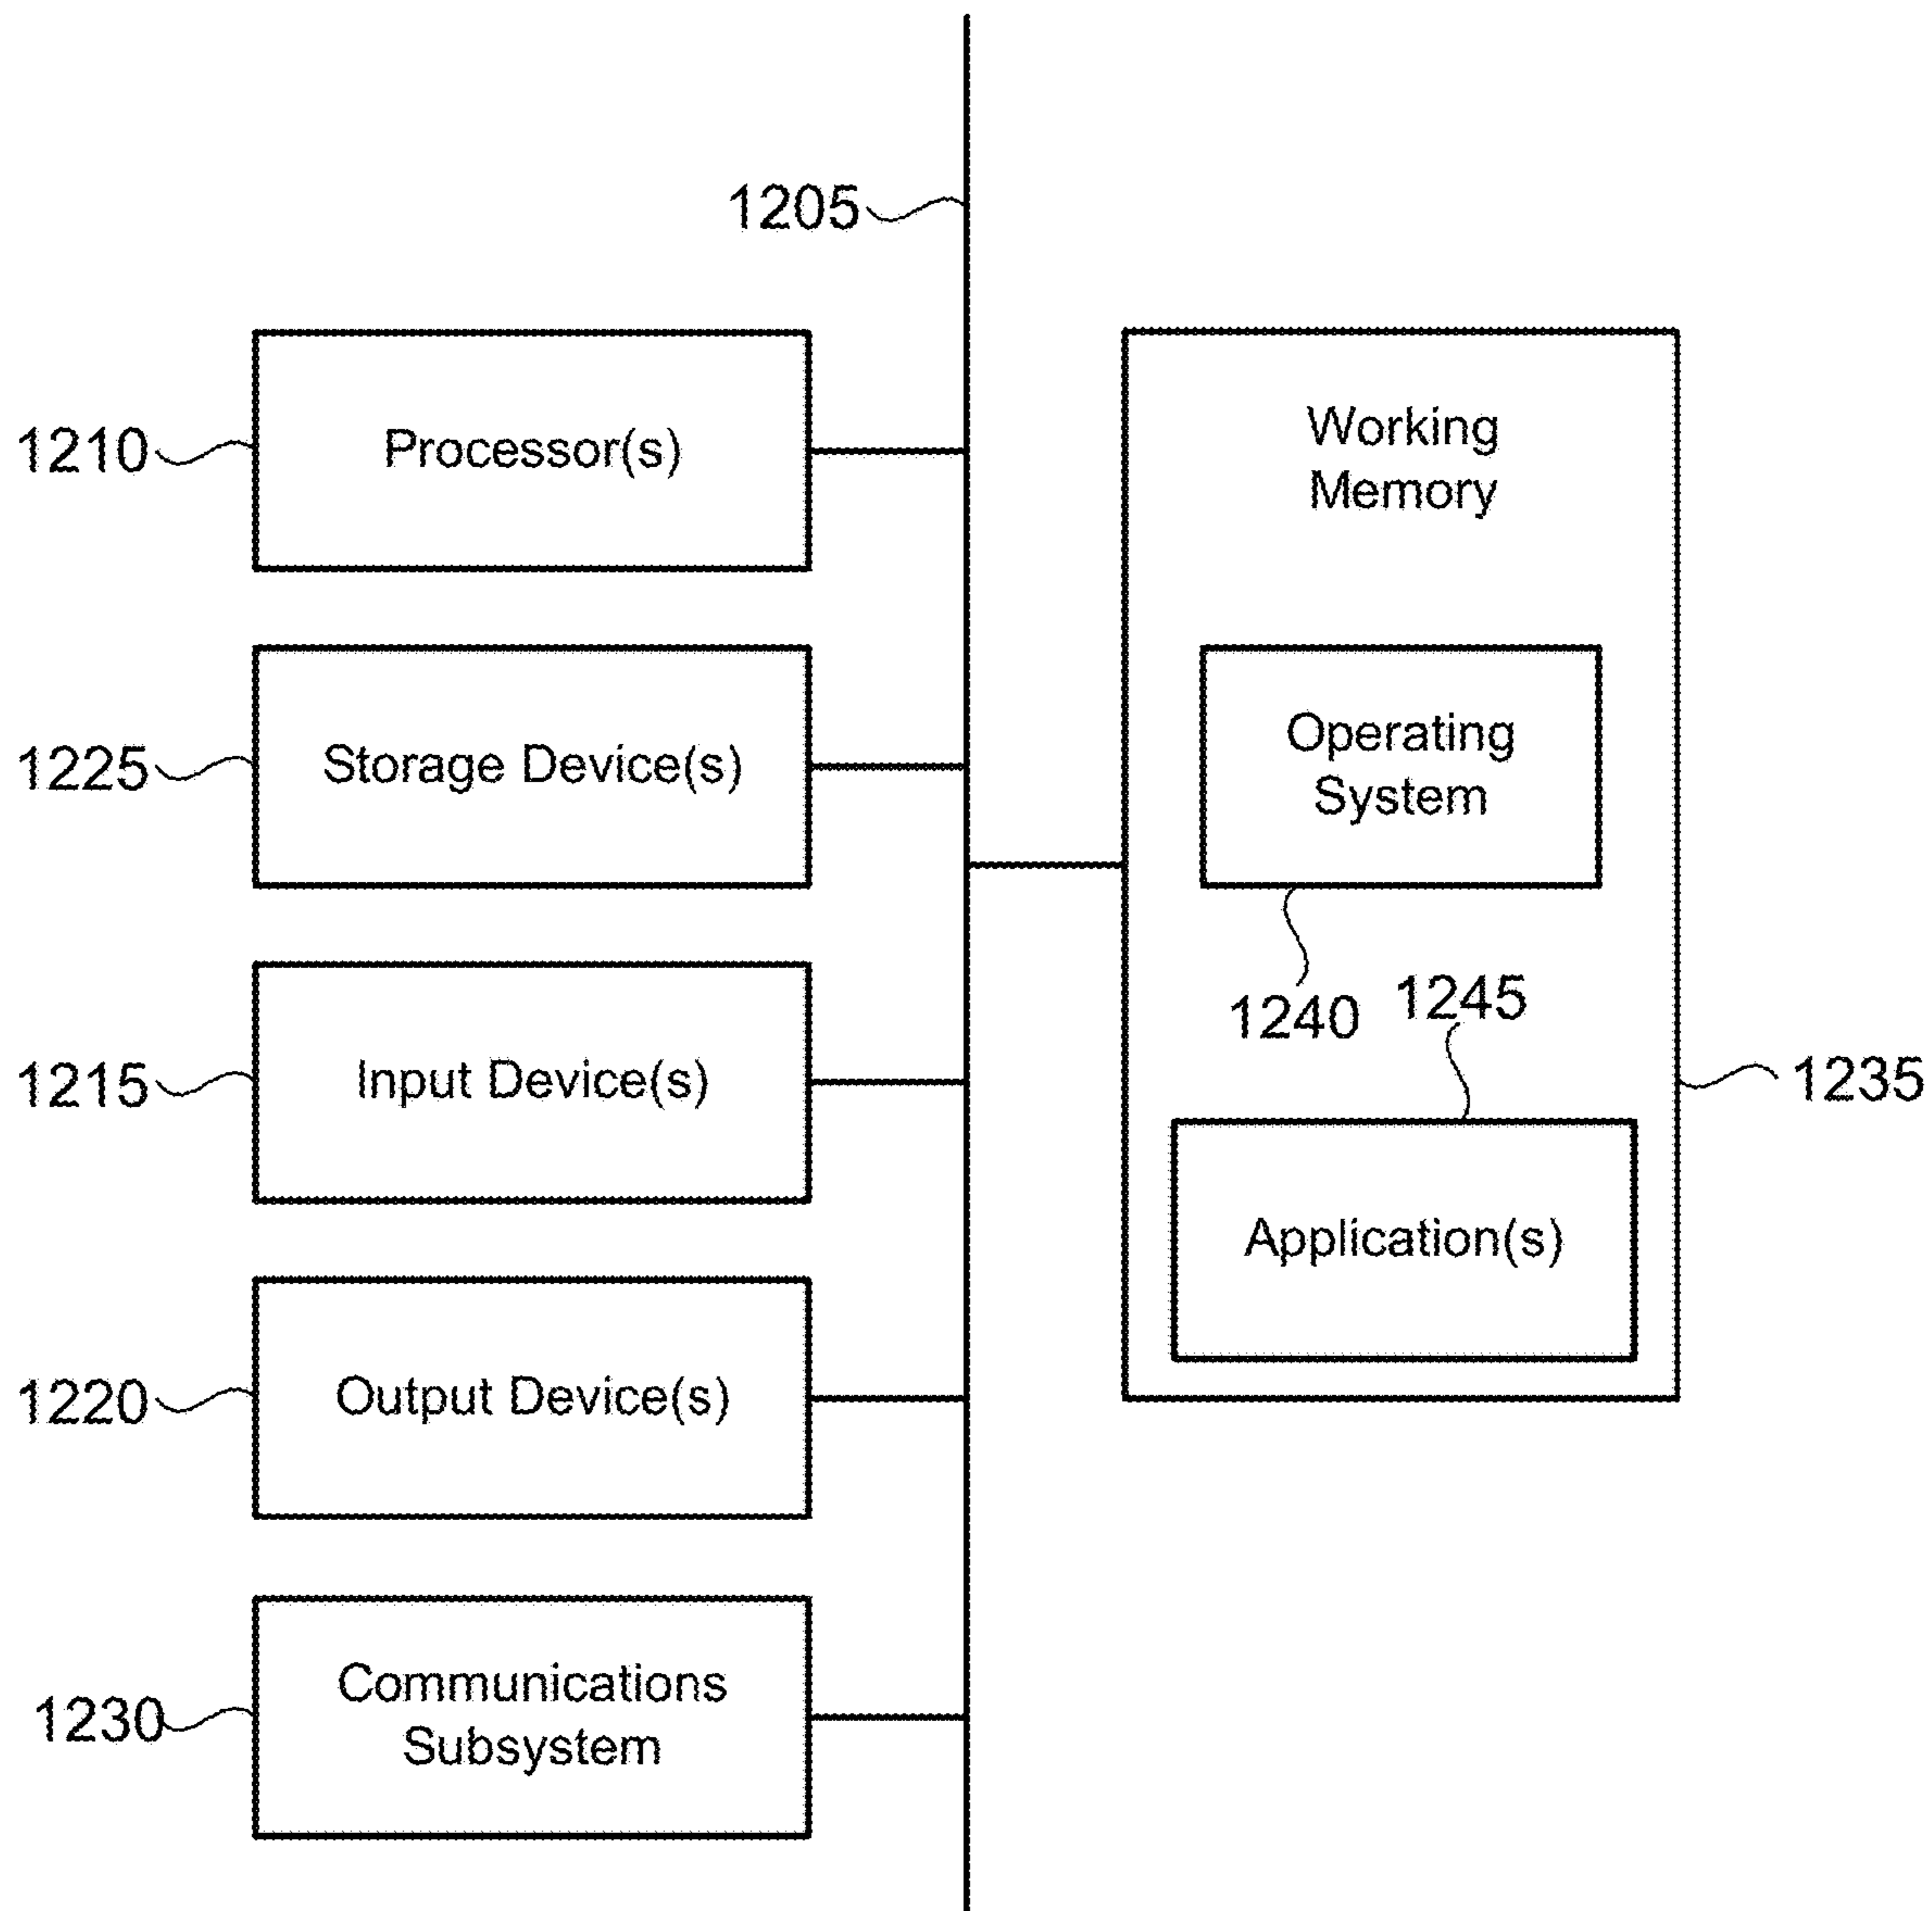 1205
1210
Processor(s)
Working
Memory
1225
Storage Device(s)
Operating
System
1240
1245
1215
Input Device(s)
1235
Application(s)
1220
Output Device(s)
1230
Communications
Subsystem